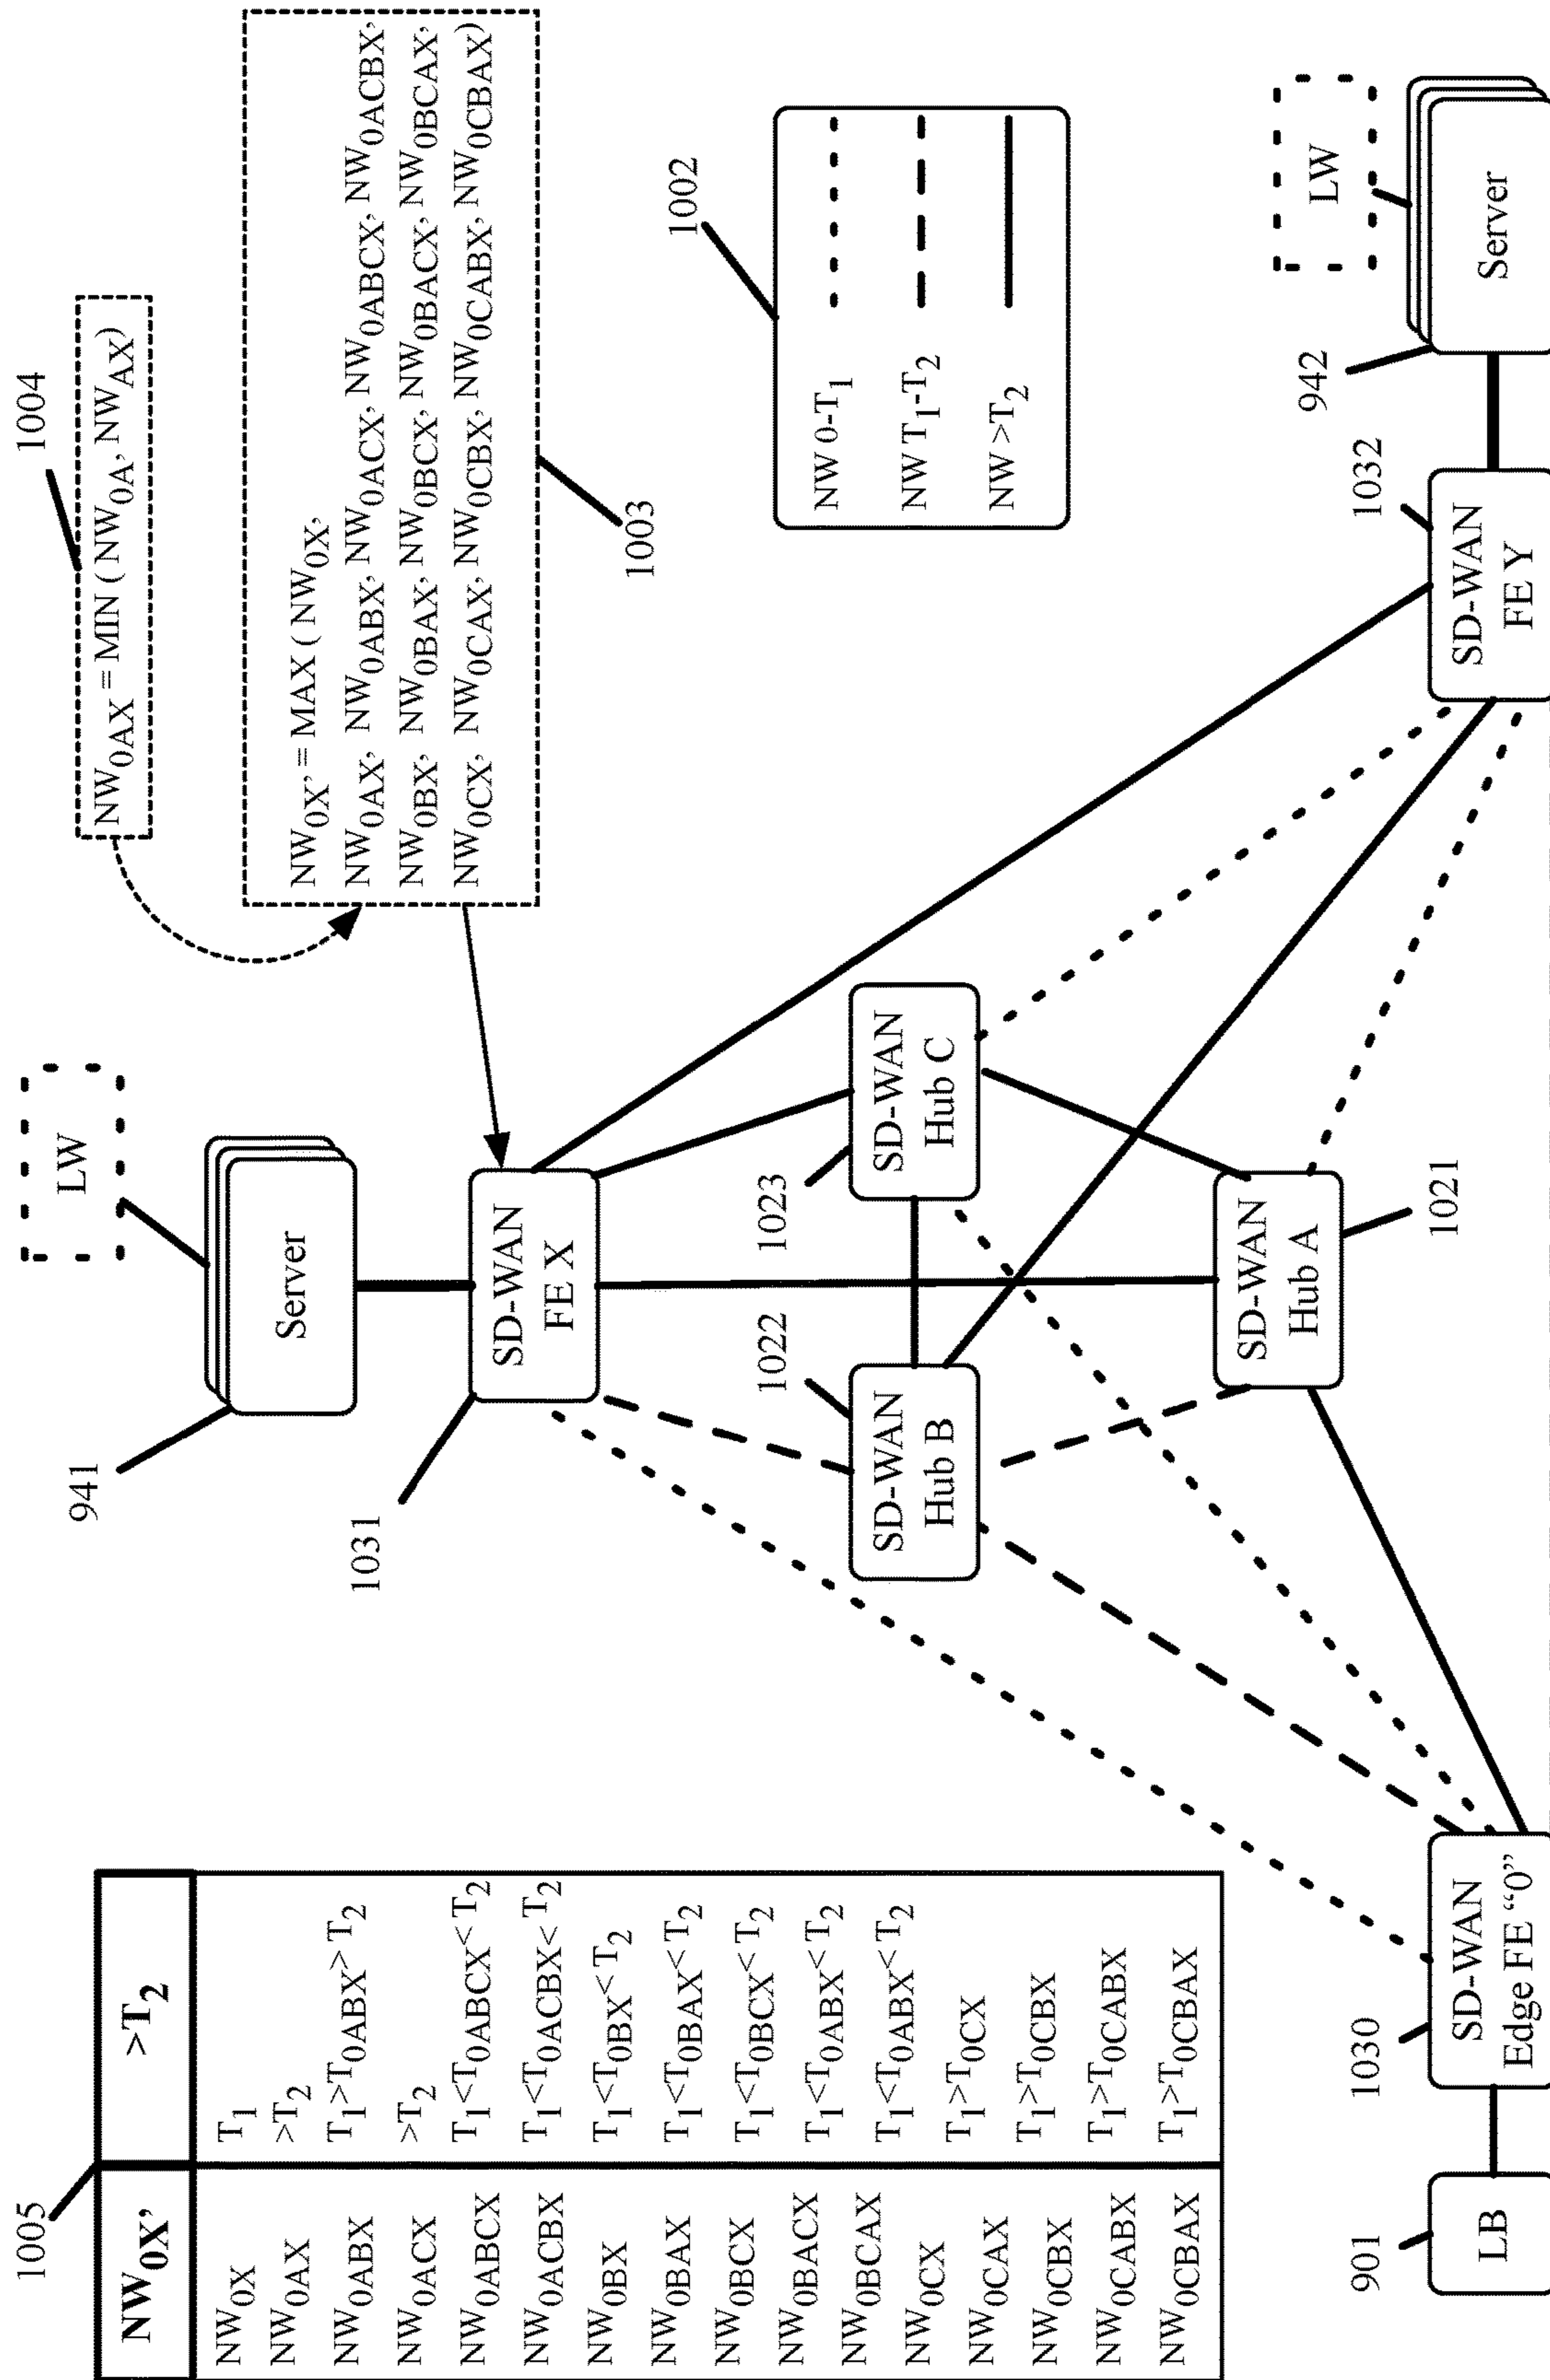 1005
NW0X’ >T2
NW0X T1
NW0AX >T2
NW0ABX T1>T0ABX>T2
NW0ACX >T2
NW0ABCX T1<T0ABCX<T2
NW0ACBX T1<T0ACBX<T2
NW0BX T1<T0BX<T2
NW0BAX T1<T0BAX<T2
NW0BCX T1<T0BCX<T2
NW0BACX T1<T0ABX<T2
NW0BCAX T1<T0ABX<T2
NW0CX T1>T0CX
NW0CAX T1>T0CBX
NW0CBX T1>T0CABX
NW0CABX T1>T0CBAX
NW0CBAX
941
LW
Server
1031
SD-WAN
FE X
1004
NW0AX = MIN ( NW0A, NW AX)
NW0X’ = MAX ( NW0X,
NW0AX, NW0ABX, NW0ACX, NW0ABCX, NW0ACBX,
NW0BX, NW0BAX, NW0BCX, NW0BACX, NW0BCAX,
NW0CX, NW0CAX, NW0CBX, NW0CABX, NW0CBAX)
1003
1002
NW 0-T1
NW T1-T2
NW >T2
1022
SD-WAN
Hub B
1023
SD-WAN
Hub C
SD-WAN
Hub A
1021
901
LB
1030
SD-WAN
Edge FE “0”
1032
SD-WAN
FE Y
942
LW
Server